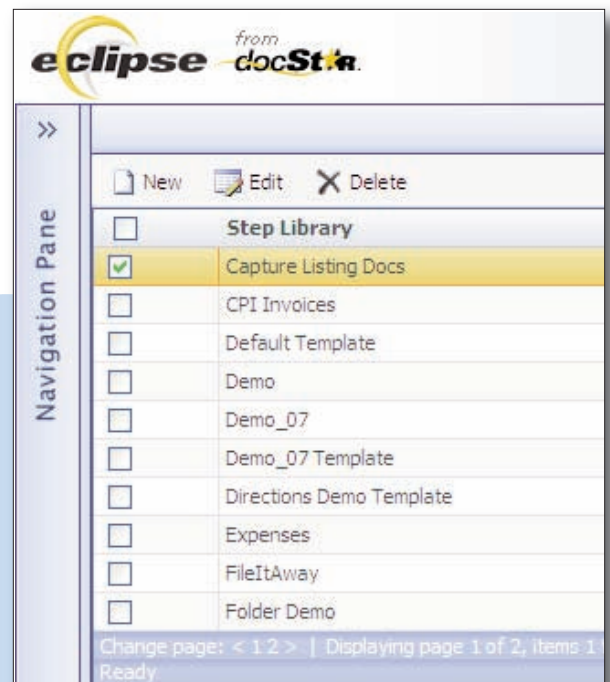 eclipse from docStar.
»
Navigation Pane
New Edit Delete
Step Library
Capture Listing Docs
CPI Invoices
Default Template
Demo
Demo_07
Demo_07 Template
Directions Demo Template
Expenses
FileItAway
Folder Demo
Change page: < 1 2 > | Displaying page 1 of 2, items 1
Ready